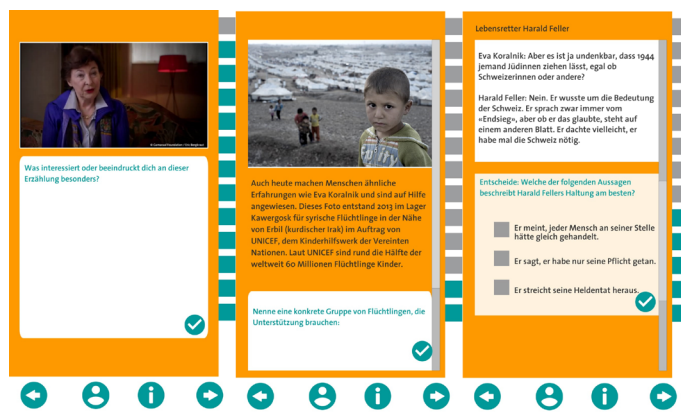 © Gamaraal Foundation / Eric Bergkraut
Was interessiert oder beeindruckt dich an dieser
Erzählung besonders?
Auch heute machen Menschen ähnliche
Erfahrungen wie Eva Koralnik und sind auf Hilfe
angewiesen. Dieses Foto entstand 2013 im Lager
Kawergosk für syrische Flüchtlinge in der Nähe
von Erbil (kurdischer Irak) im Auftrag von
UNICEF, dem Kinderhilfswerk der Vereinten
Nationen. Laut UNICEF sind rund die Hälfte der
weltweit 60 Millionen Flüchtlinge Kinder.
Nenne eine konkrete Gruppe von Flüchtlingen, die
Unterstützung brauchen:
Lebensretter Harald Feller
Eva Koralnik: Aber es ist ja undenkbar, dass 1944
jemand Jüdinnen ziehen lässt, egal ob
Schweizerinnen oder andere?
Harald Feller: Nein. Er wusste um die Bedeutung
der Schweiz. Er sprach zwar immer vom
«Endsieg», aber ob er das glaubte, steht auf
einem anderen Blatt. Er dachte vielleicht, er
habe mal die Schweiz nötig.
Entscheide: Welche der folgenden Aussagen
beschreibt Harald Fellers Haltung am besten?
Er meint, jeder Mensch an seiner Stelle
hätte gleich gehandelt.
Er sagt, er habe nur seine Pflicht getan.
Er streicht seine Heldentat heraus.